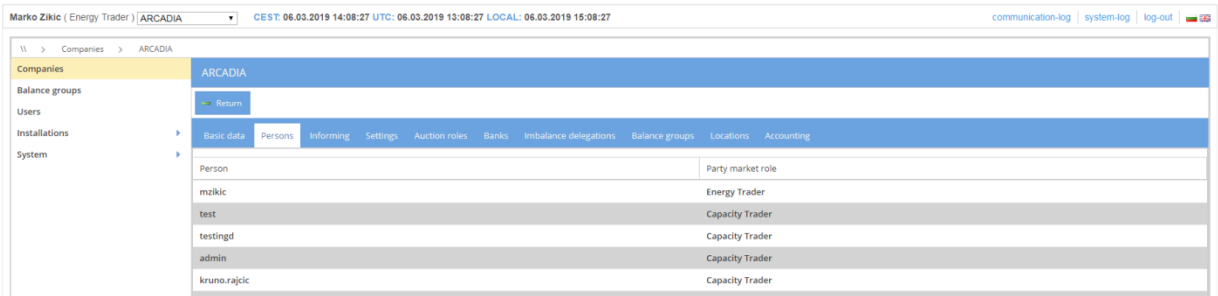 Marko Zikic ( Energy Trader ) ARCADIA CEST: 06.03.2019 14:08:27 UTC: 06.03.2019 13:08:27 LOCAL: 06.03.2019 15:08:27 communication-log system-log log-out
\\ > Companies > ARCADIA
Companies
Balance groups
Users
Installations
System
ARCADIA
Return
Basic data Persons Informing Settings Auction roles Banks Imbalance delegations Balance groups Locations Accounting
Person Party market role
mzikic Energy Trader
test Capacity Trader
testingd Capacity Trader
admin Capacity Trader
kruno.rajcic Capacity Trader